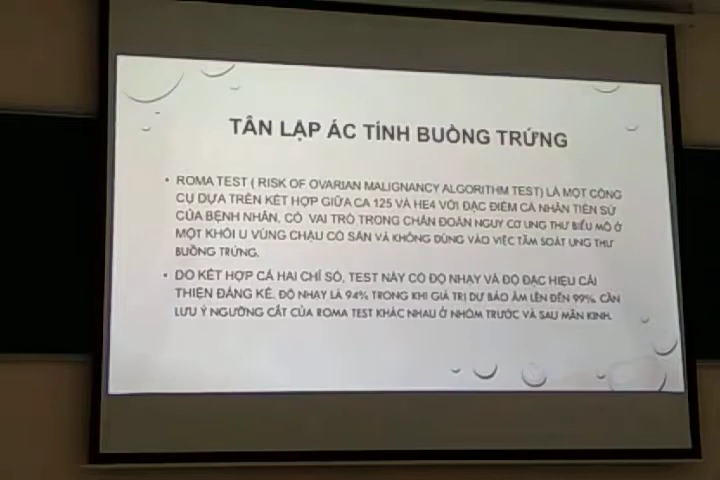 TÂN LẬP ÁC TÍNH BUỒNG TRỨNG
• ROMA TEST ( RISK OF OVARIAN MALIGNANCY ALGORITHM TEST) LÀ MỘT CÔNG
CỤ DỰA TRÊN KẾT HỢP GIỮA CA 125 VÀ HE4 VỚI ĐẶC ĐIỂM CÁ NHÂN TIỀN SỬ
CỦA BỆNH NHÂN, CÓ VAI TRÒ TRONG CHẨN ĐOÁN NGUY CƠ UNG THƯ BIỂU MÔ Ở
MỘT KHỐI U VÙNG CHẬU CÓ SẴN VÀ KHÔNG DÙNG VÀO VIỆC TẦM SOÁT UNG THƯ
BUỒNG TRỨNG.
• DO KẾT HỢP CẢ HAI CHỈ SỐ, TEST NÀY CÓ ĐỘ NHẠY VÀ ĐỘ ĐẶC HIỆU CẢI
THIỆN ĐÁNG KỂ. ĐỘ NHẠY LÀ 94% TRONG KHI GIÁ TRỊ DỰ BÁO ÂM LÊN ĐẾN 99%. CẦN
LƯU Ý NGƯỠNG CẮT CỦA ROMA TEST KHÁC NHAU Ở NHÓM TRƯỚC VÀ SAU MÃN KINH.